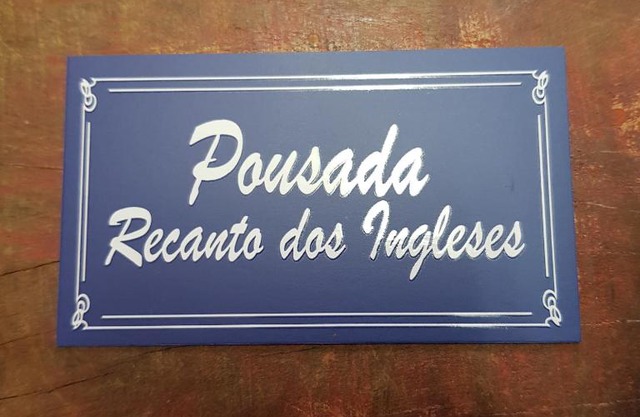 Pousada
Recanto dos Ingleses